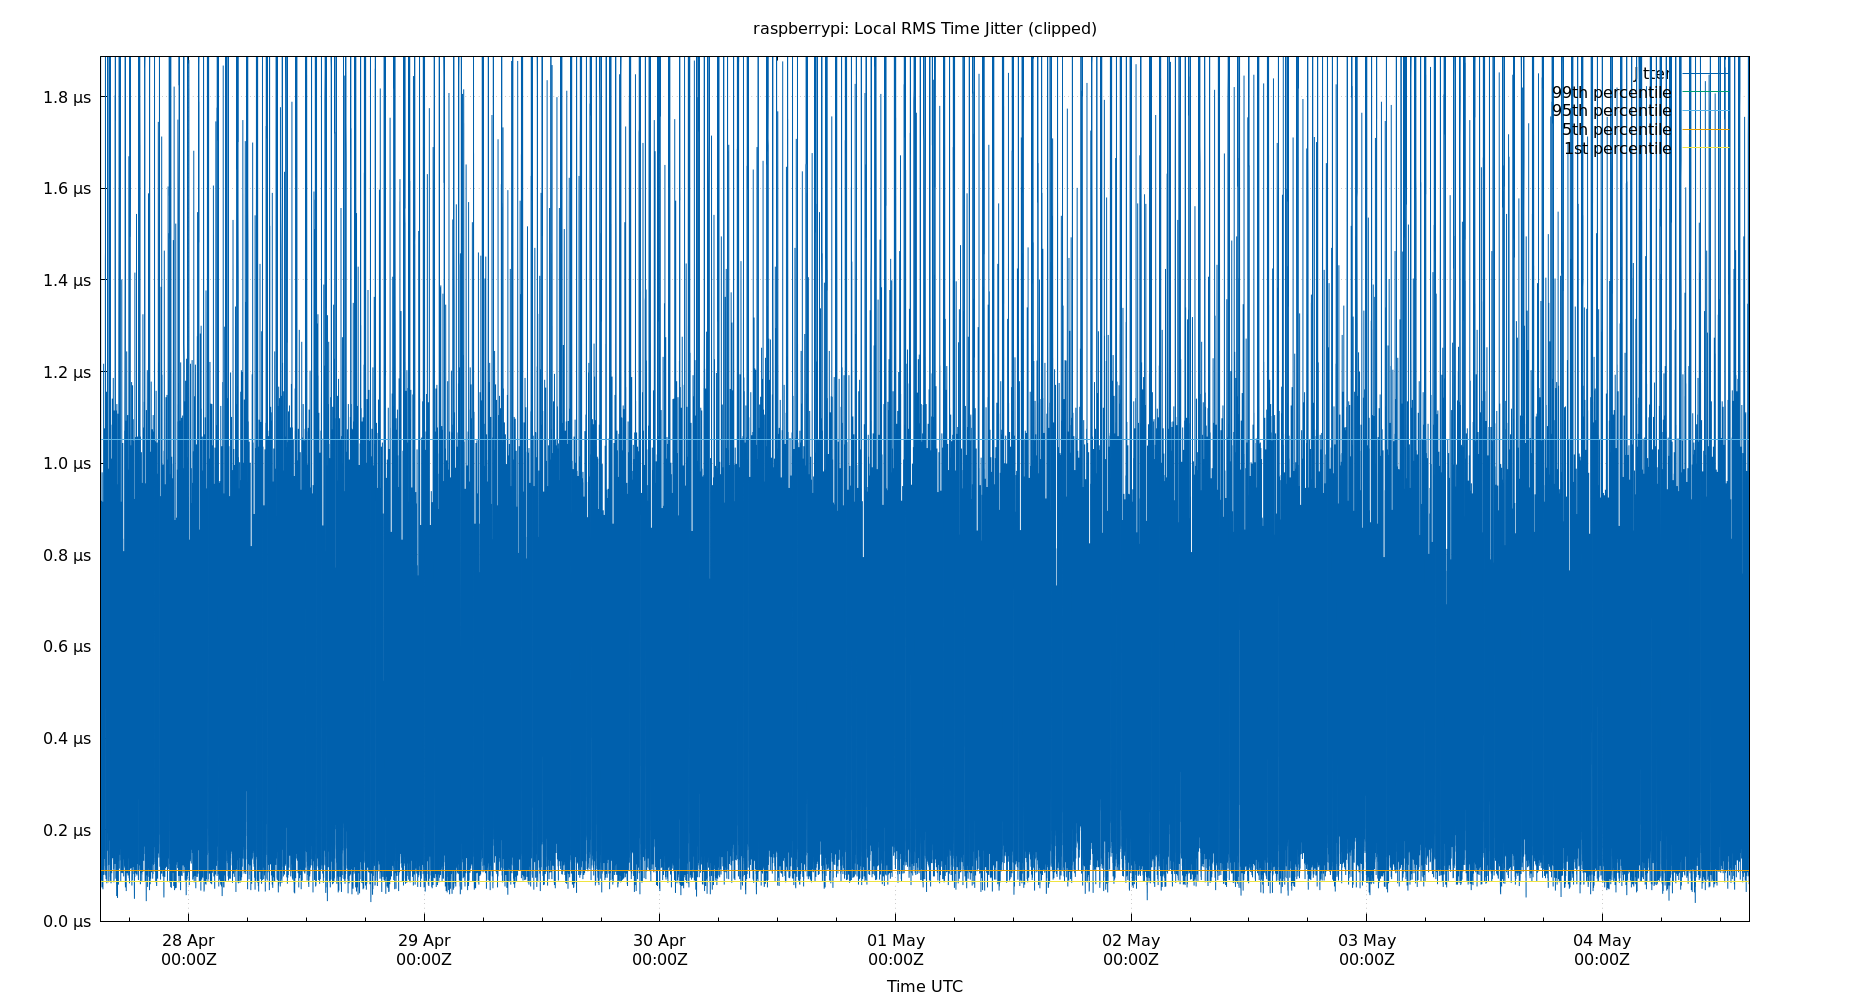 raspberrypi: Local RMS Time Jitter (clipped)
Jitter
99th percentile
95th percentile
5th percentile
1st percentile
1.8 µs
1.6 µs
1.4 µs
1.2 µs
1.0 µs
0.8 µs
0.6 µs
0.4 µs
0.2 µs
0.0 µs
28 Apr 29 Apr 30 Apr 01 May 02 May 03 May 04 May
00:00Z 00:00Z 00:00Z 00:00Z 00:00Z 00:00Z 00:00Z
Time UTC